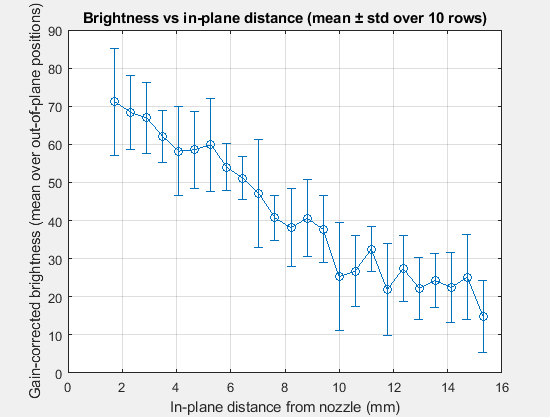 Brightness vs in-plane distance (mean ± std over 10 rows)
Gain-corrected brightness (mean over out-of-plane positions)
90
80
70
60
50
40
30
20
10
0
0 2 4 6 8 10 12 14 16
In-plane distance from nozzle (mm)